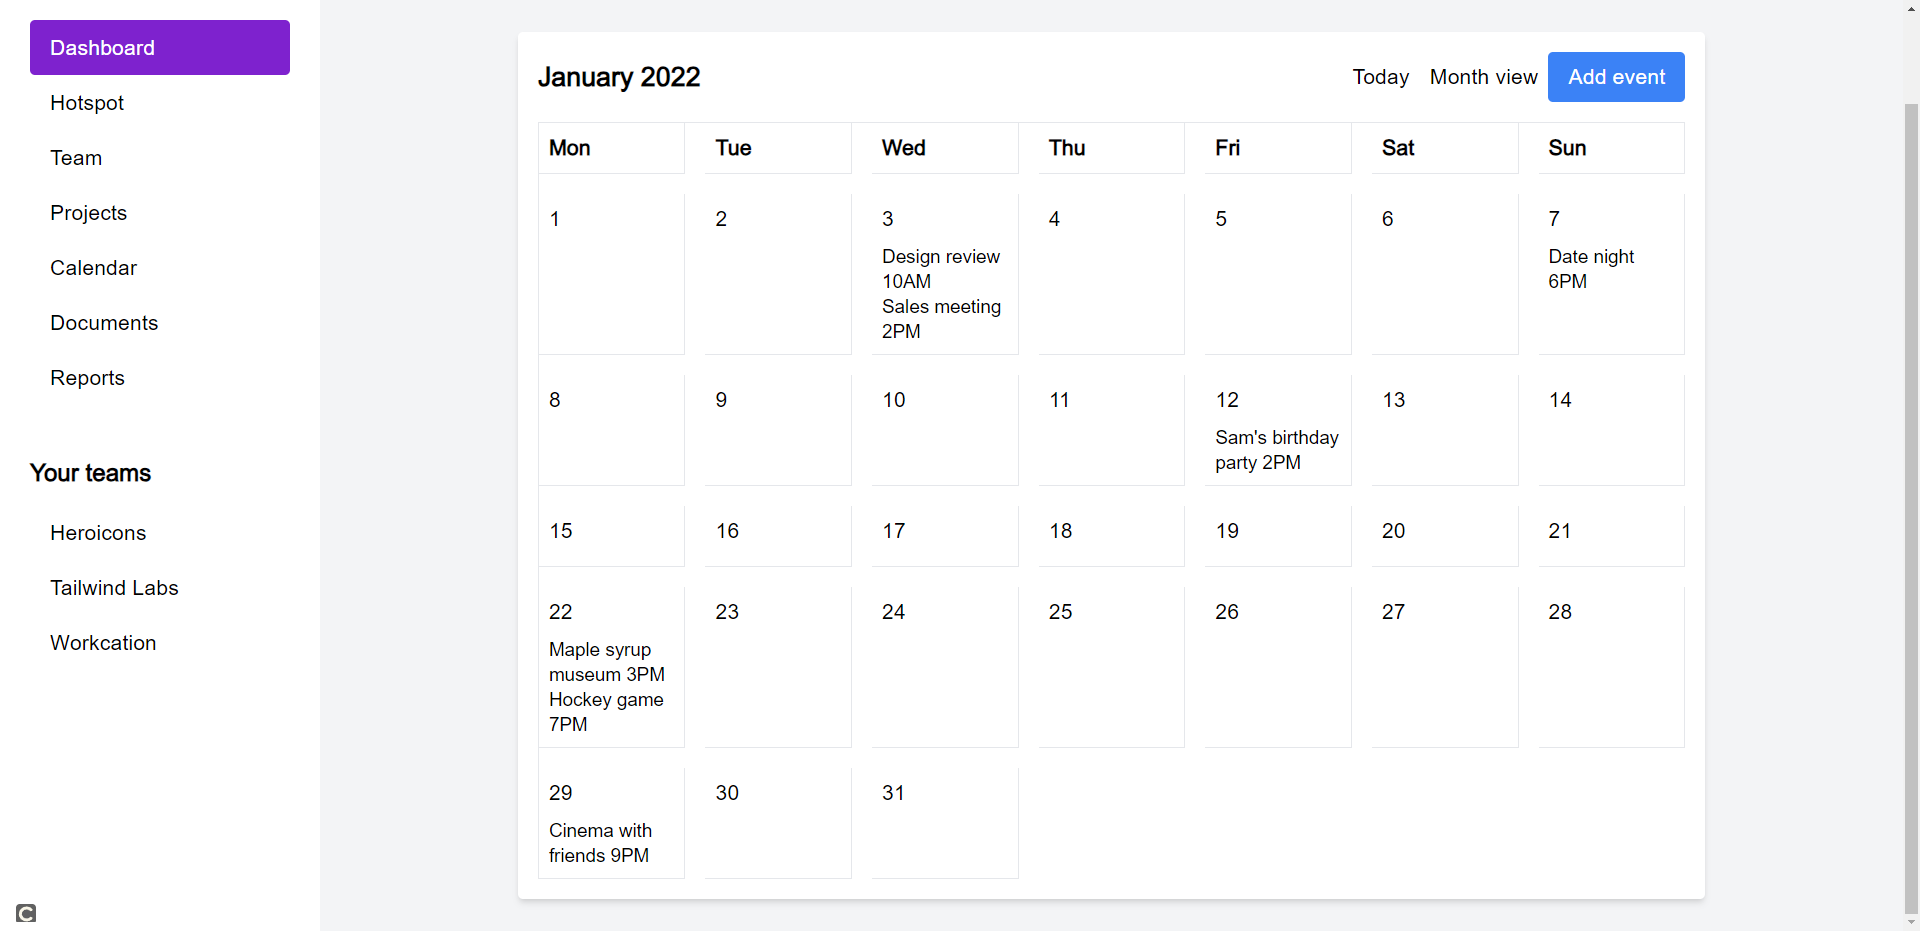 Dashboard
Hotspot
Team
Projects
Calendar
Documents
Reports
Your teams
Heroicons
Tailwind Labs
Workcation
C
January 2022
Today
Month view
Add event
Mon
Tue
Wed
Thu
Fri
Sat
Sun
1
2
3
Design review
10AM
Sales meeting
2PM
4
5
6
7
Date night
6PM
8
9
10
11
12
Sam's birthday
party 2PM
13
14
15
16
17
18
19
20
21
22
Maple syrup
museum 3PM
Hockey game
7PM
23
24
25
26
27
28
29
Cinema with
friends 9PM
30
31